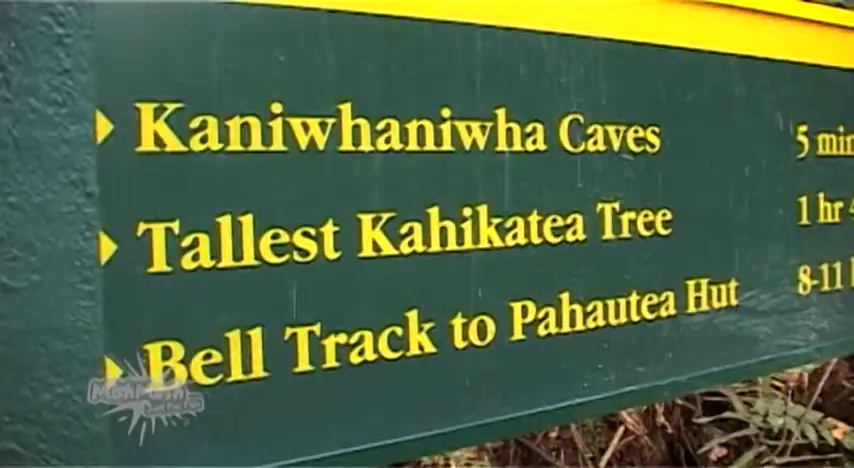 Kaniwhaniwha Caves 5 min
Tallest Kahikatea Tree 1 hr
Bell Track to Pahautea Hut 8-11